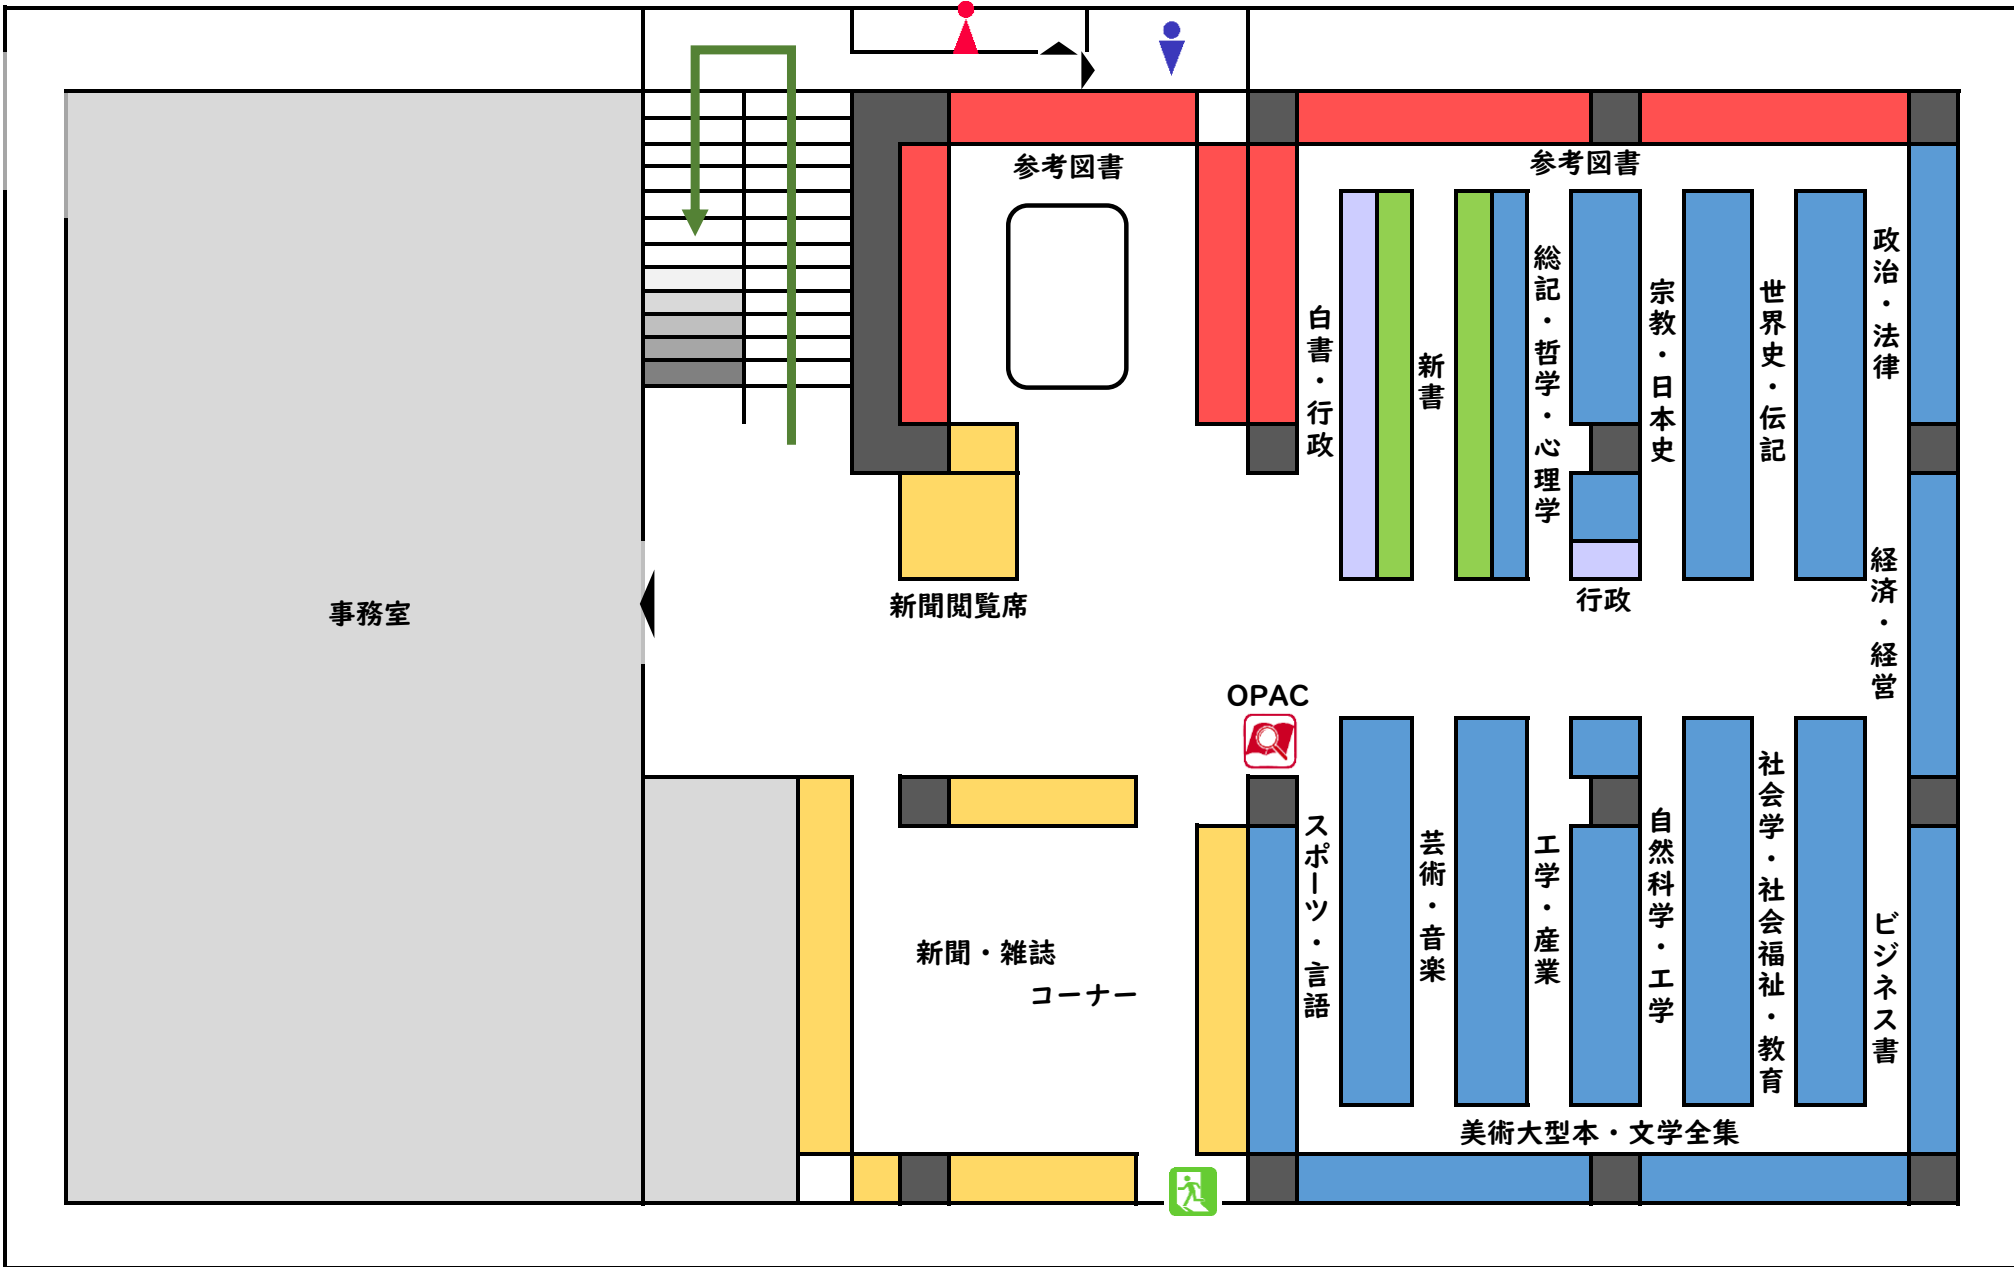 参考図書
参考図書
白書・行政
新書
総記・哲学・心理学
宗教・日本史
世界史・伝記
政治・法律
経済・経営
行政
新聞閲覧席
事務室
OPAC
スポーツ・言語
芸術・音楽
工学・産業
自然科学・工学
社会学・社会福祉・教育
ビジネス書
新聞・雑誌
コーナー
美術大型本・文学全集